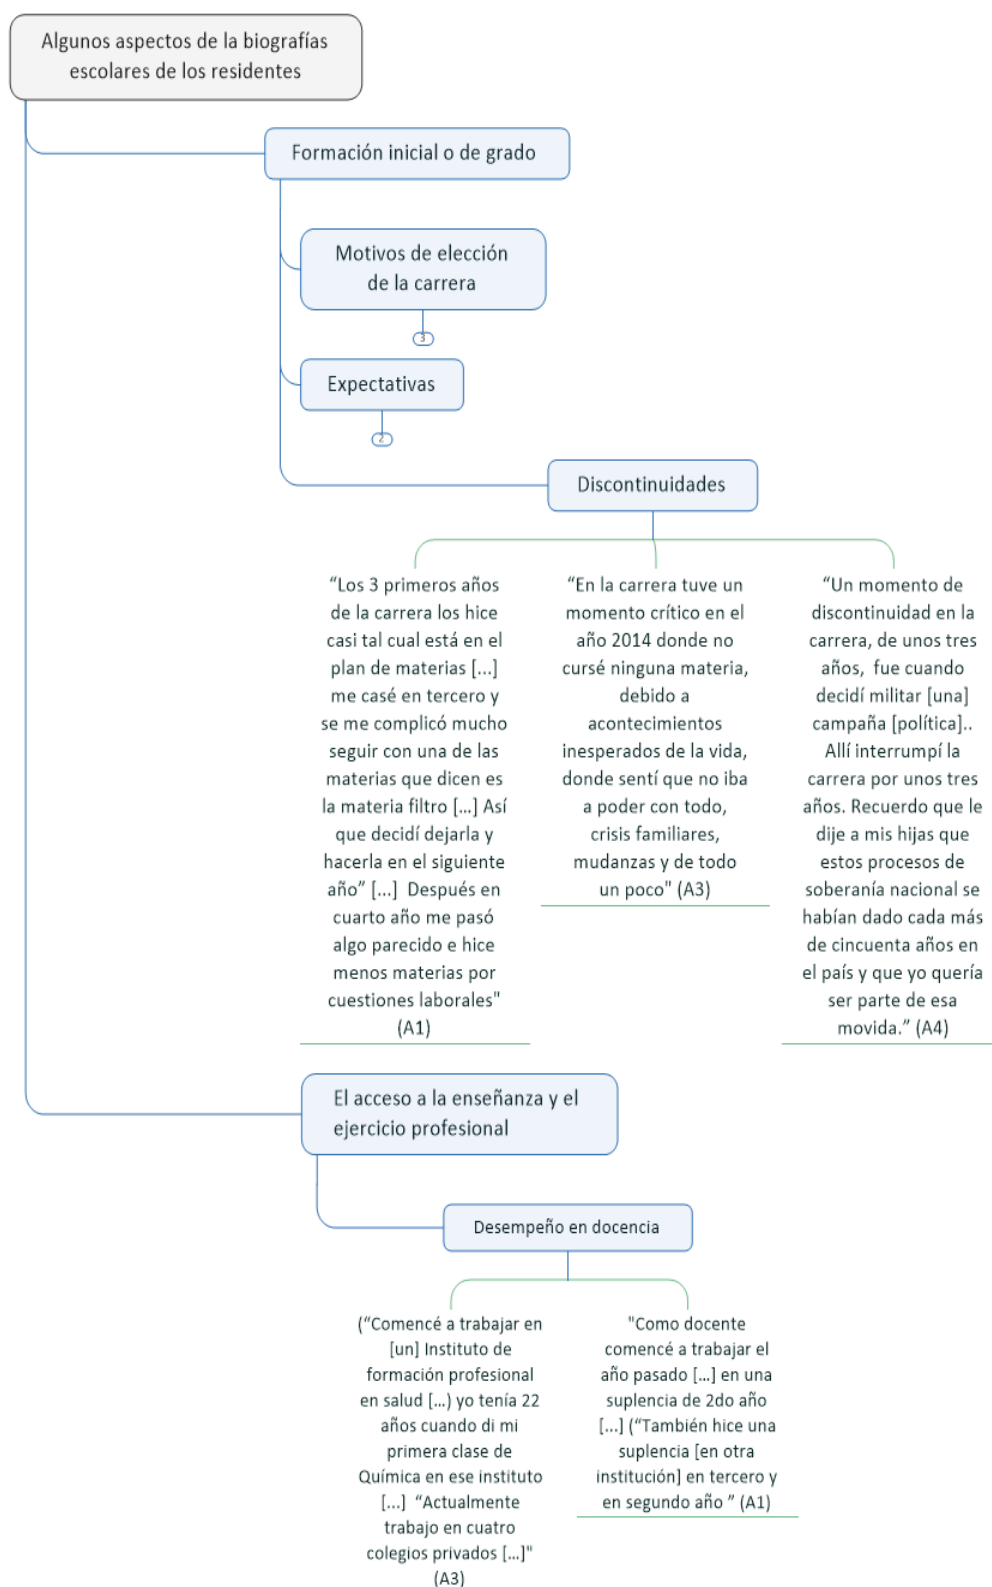 Algunos aspectos de la biografías
escolares de los residentes
Formación inicial o de grado
Motivos de elección
de la carrera
3
Expectativas
2
Discontinuidades
“Los 3 primeros años
de la carrera los hice
casi tal cual está en el
plan de materias [...]
me casé en tercero y
se me complicó mucho
seguir con una de las
materias que dicen es
la materia filtro [...] Así
que decidí dejarla y
hacerla en el siguiente
año” [...]  Después en
cuarto año me pasó
algo parecido e hice
menos materias por
cuestiones laborales"
(A1)
“En la carrera tuve un
momento crítico en el
año 2014 donde no
cursé ninguna materia,
debido a
acontecimientos
inesperados de la vida,
donde sentí que no iba
a poder con todo,
crisis familiares,
mudanzas y de todo
un poco" (A3)
“Un momento de
discontinuidad en la
carrera, de unos tres
años,  fue cuando
decidí militar [una]
campaña [política]..
Allí interrumpí la
carrera por unos tres
años. Recuerdo que le
dije a mis hijas que
estos procesos de
soberanía nacional se
habían dado cada más
de cincuenta años en
el país y que yo quería
ser parte de esa
movida.” (A4)
El acceso a la enseñanza y el
ejercicio profesional
Desempeño en docencia
(“Comencé a trabajar en
[un] Instituto de
formación profesional
en salud [...) yo tenía 22
años cuando di mi
primera clase de
Química en ese instituto
[...]  “Actualmente
trabajo en cuatro
colegios privados [...]"
(A3)
"Como docente
comencé a trabajar el
año pasado [...] en una
suplencia de 2do año
[...] (“También hice una
suplencia [en otra
institución] en tercero y
en segundo año ” (A1)